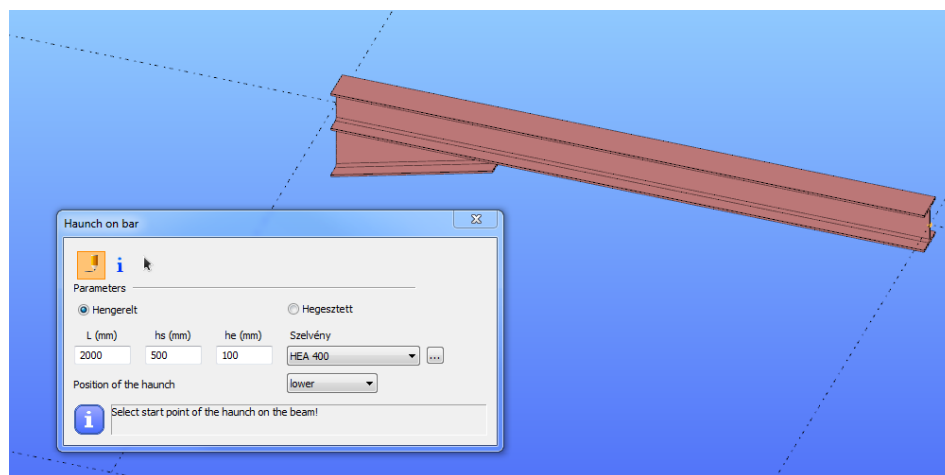 Haunch on bar
Parameters
Hengerelt Hegesztett
L (mm) hs (mm) he (mm) Szelvény
2000 500 100 HEA 400 ...
Position of the haunch lower
Select start point of the haunch on the beam!